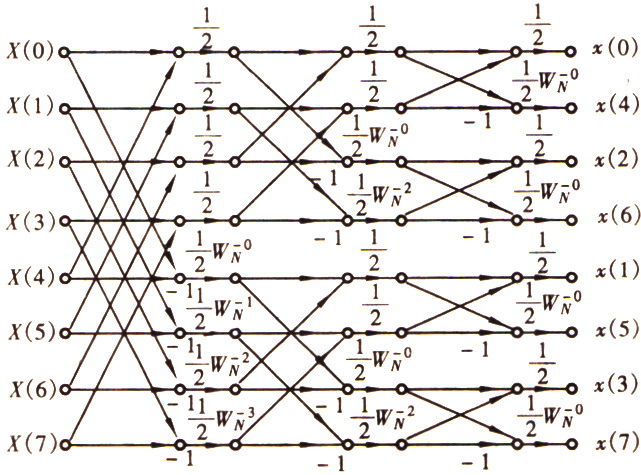 X(0) 1/2 1/2 1/2 x(0)
X(1) 1/2 1/2 1/2 W_N^{-0} x(4)
-1
X(2) 1/2 1/2 W_N^{-0} 1/2 x(2)
-1 1/2 W_N^{-2} 1/2 W_N^{-0}
X(3) 1/2 x(6)
-1 -1
1/2 W_N^{-0} 1/2 1/2
X(4) x(1)
-1 1/2 W_N^{-1} 1/2 1/2 W_N^{-0}
X(5) x(5)
-1 1/2 W_N^{-2} 1/2 W_N^{-0} -1 1/2
X(6) x(3)
-1 1/2 W_N^{-3} -1 1/2 W_N^{-2} 1/2 W_N^{-0}
X(7) x(7)
-1 -1 -1